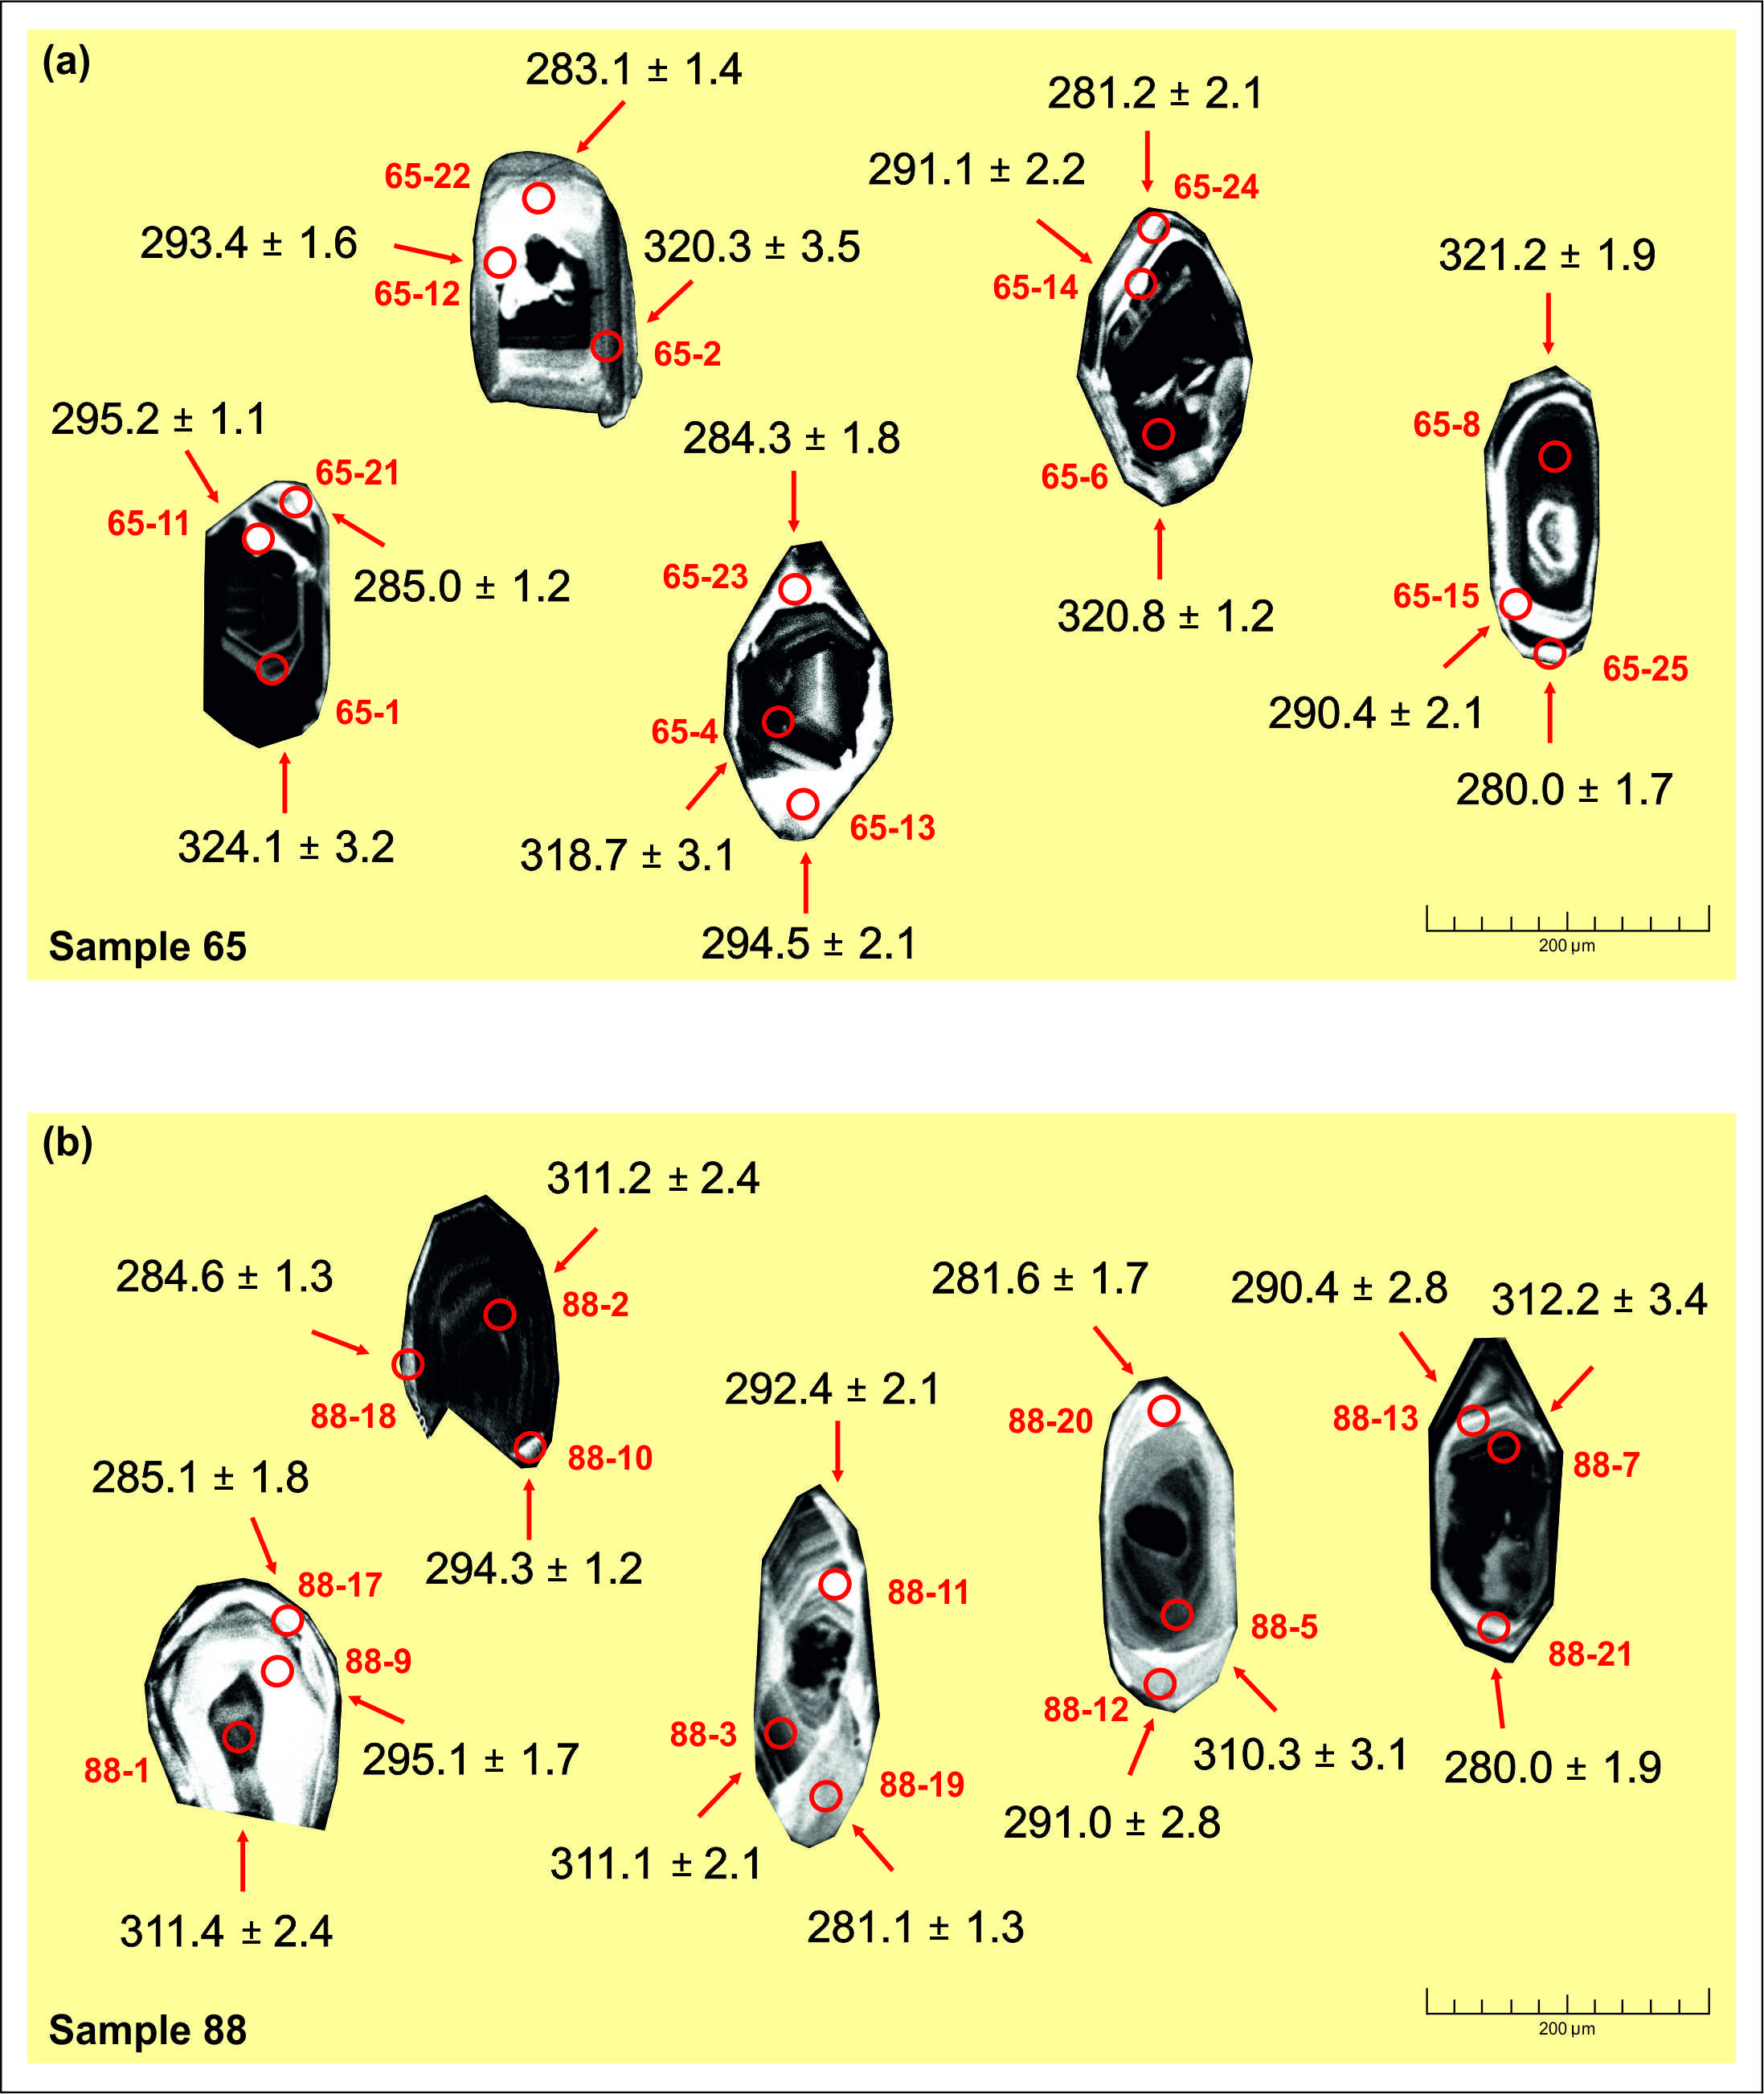 (a)
283.1 ± 1.4
281.2 ± 2.1
291.1 ± 2.2
65-22
65-24
293.4 ± 1.6
320.3 ± 3.5
321.2 ± 1.9
65-12
65-14
65-2
295.2 ± 1.1
284.3 ± 1.8
65-8
65-21
65-6
65-11
285.0 ± 1.2
65-23
320.8 ± 1.2
65-15
65-25
65-1
65-4
290.4 ± 2.1
280.0 ± 1.7
324.1 ± 3.2
318.7 ± 3.1
65-13
294.5 ± 2.1
Sample 65
200 µm
(b)
311.2 ± 2.4
284.6 ± 1.3
281.6 ± 1.7
290.4 ± 2.8
312.2 ± 3.4
88-2
292.4 ± 2.1
88-18
88-20
88-13
88-10
88-7
285.1 ± 1.8
294.3 ± 1.2
88-17
88-11
88-9
88-5
88-21
88-12
88-3
88-1
295.1 ± 1.7
88-19
310.3 ± 3.1
280.0 ± 1.9
291.0 ± 2.8
311.1 ± 2.1
311.4 ± 2.4
281.1 ± 1.3
Sample 88
200 µm